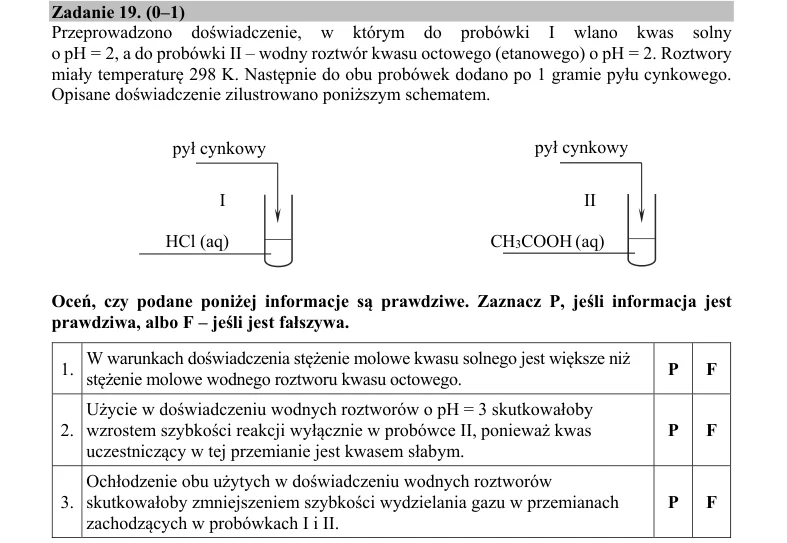 Zadanie 19. (0–1)
Przeprowadzono doświadczenie, w którym do probówki I wlano kwas solny
o pH = 2, a do probówki II – wodny roztwór kwasu octowego (etanowego) o pH = 2. Roztwory
miały temperaturę 298 K. Następnie do obu probówek dodano po 1 gramie pyłu cynkowego.
Opisane doświadczenie zilustrowano poniższym schematem.
pył cynkowy
I
HCl (aq)
pył cynkowy
II
CH₃COOH (aq)
Oceń, czy podane poniżej informacje są prawdziwe. Zaznacz P, jeśli informacja jest
prawdziwa, albo F – jeśli jest fałszywa.
1. W warunkach doświadczenia stężenie molowe kwasu solnego jest większe niż
stężenie molowe wodnego roztworu kwasu octowego. P F
Użycie w doświadczeniu wodnych roztworów o pH = 3 skutkowałoby
2. wzrostem szybkości reakcji wyłącznie w probówce II, ponieważ kwas P F
uczestniczący w tej przemianie jest kwasem słabym.
Ochłodzenie obu użytych w doświadczeniu wodnych roztworów
3. skutkowałoby zmniejszeniem szybkości wydzielania gazu w przemianach P F
zachodzących w probówkach I i II.